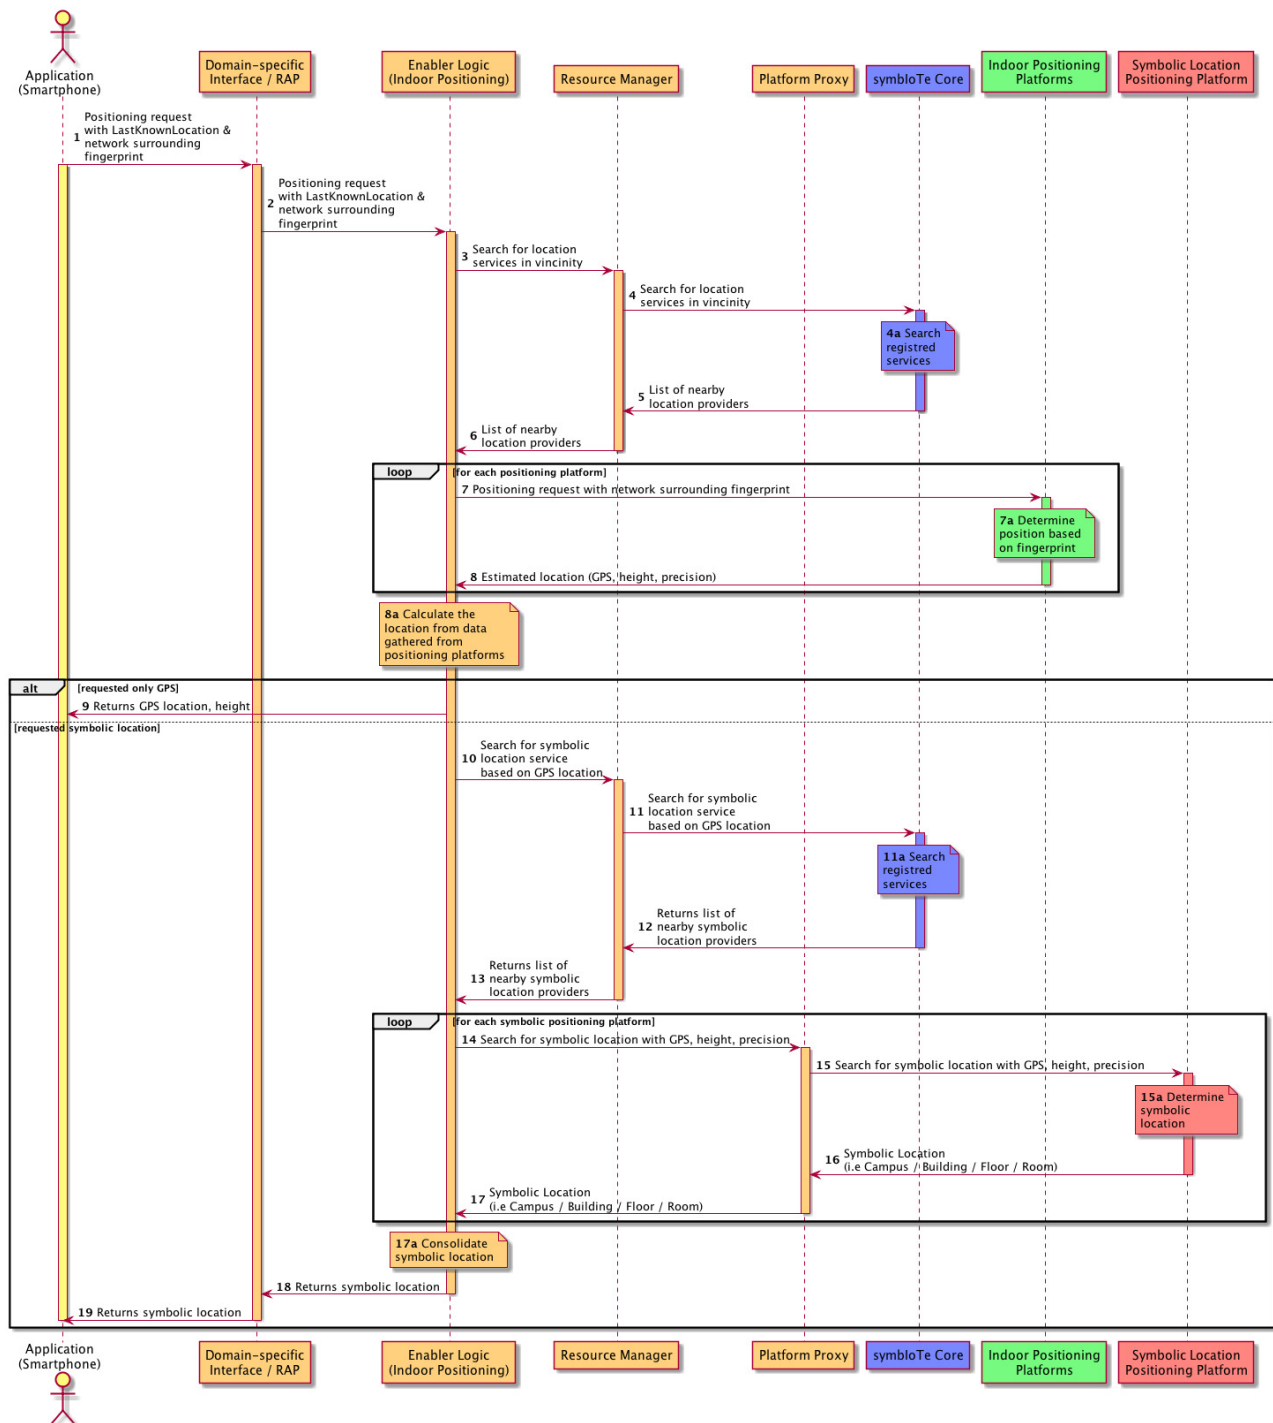 Application
(Smartphone)
Domain-specific
Interface / RAP
Enabler Logic
(Indoor Positioning)
Resource Manager
Platform Proxy
symbIoTe Core
Indoor Positioning
Platforms
Symbolic Location
Positioning Platform
Positioning request
with LastKnownLocation &
1 network surrounding
fingerprint
Positioning request
with LastKnownLocation &
2 network surrounding
fingerprint
3 Search for location
services in vincinity
4 Search for location
services in vincinity
4a Search
registred
services
5 List of nearby
location providers
6 List of nearby
location providers
loop [for each positioning platform]
7 Positioning request with network surrounding fingerprint
7a Determine
position based
on fingerprint
8 Estimated location (GPS, height, precision)
8a Calculate the
location from data
gathered from
positioning platforms
alt [requested only GPS]
9 Returns GPS location, height
[requested symbolic location]
Search for symbolic
10 location service
based on GPS location
Search for symbolic
11 location service
based on GPS location
11a Search
registred
services
Returns list of
12 nearby symbolic
location providers
Returns list of
13 nearby symbolic
location providers
loop [for each symbolic positioning platform]
14 Search for symbolic location with GPS, height, precision
15 Search for symbolic location with GPS, height, precision
15a Determine
symbolic
location
16 Symbolic Location
(i.e Campus / Building / Floor / Room)
17 Symbolic Location
(i.e Campus / Building / Floor / Room)
17a Consolidate
symbolic location
18 Returns symbolic location
19 Returns symbolic location
Application
(Smartphone)
Domain-specific
Interface / RAP
Enabler Logic
(Indoor Positioning)
Resource Manager
Platform Proxy
symbIoTe Core
Indoor Positioning
Platforms
Symbolic Location
Positioning Platform